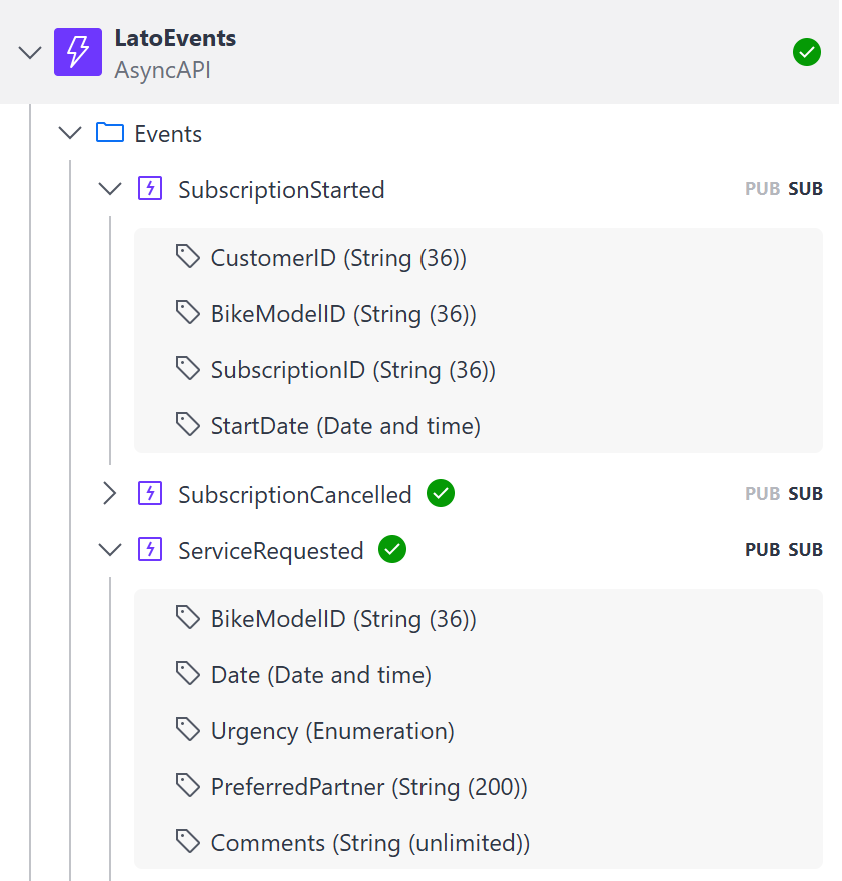 LatoEvents
AsyncAPI
Events
SubscriptionStarted PUB SUB
CustomerID (String (36))
BikeModelID (String (36))
SubscriptionID (String (36))
StartDate (Date and time)
SubscriptionCancelled PUB SUB
ServiceRequested PUB SUB
BikeModelID (String (36))
Date (Date and time)
Urgency (Enumeration)
PreferredPartner (String (200))
Comments (String (unlimited))